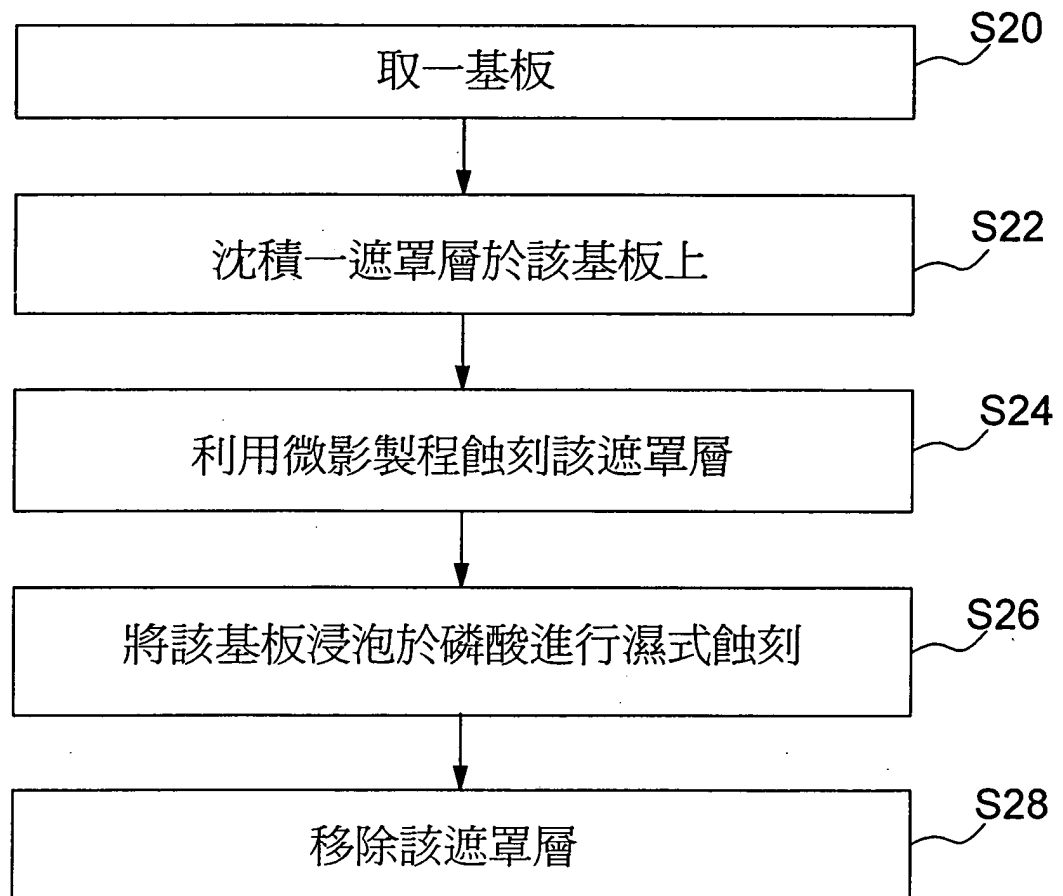 S20
取一基板
S22
沈積一遮罩層於該基板上
S24
利用微影製程蝕刻該遮罩層
S26
將該基板浸泡於磷酸進行濕式蝕刻
S28
移除該遮罩層